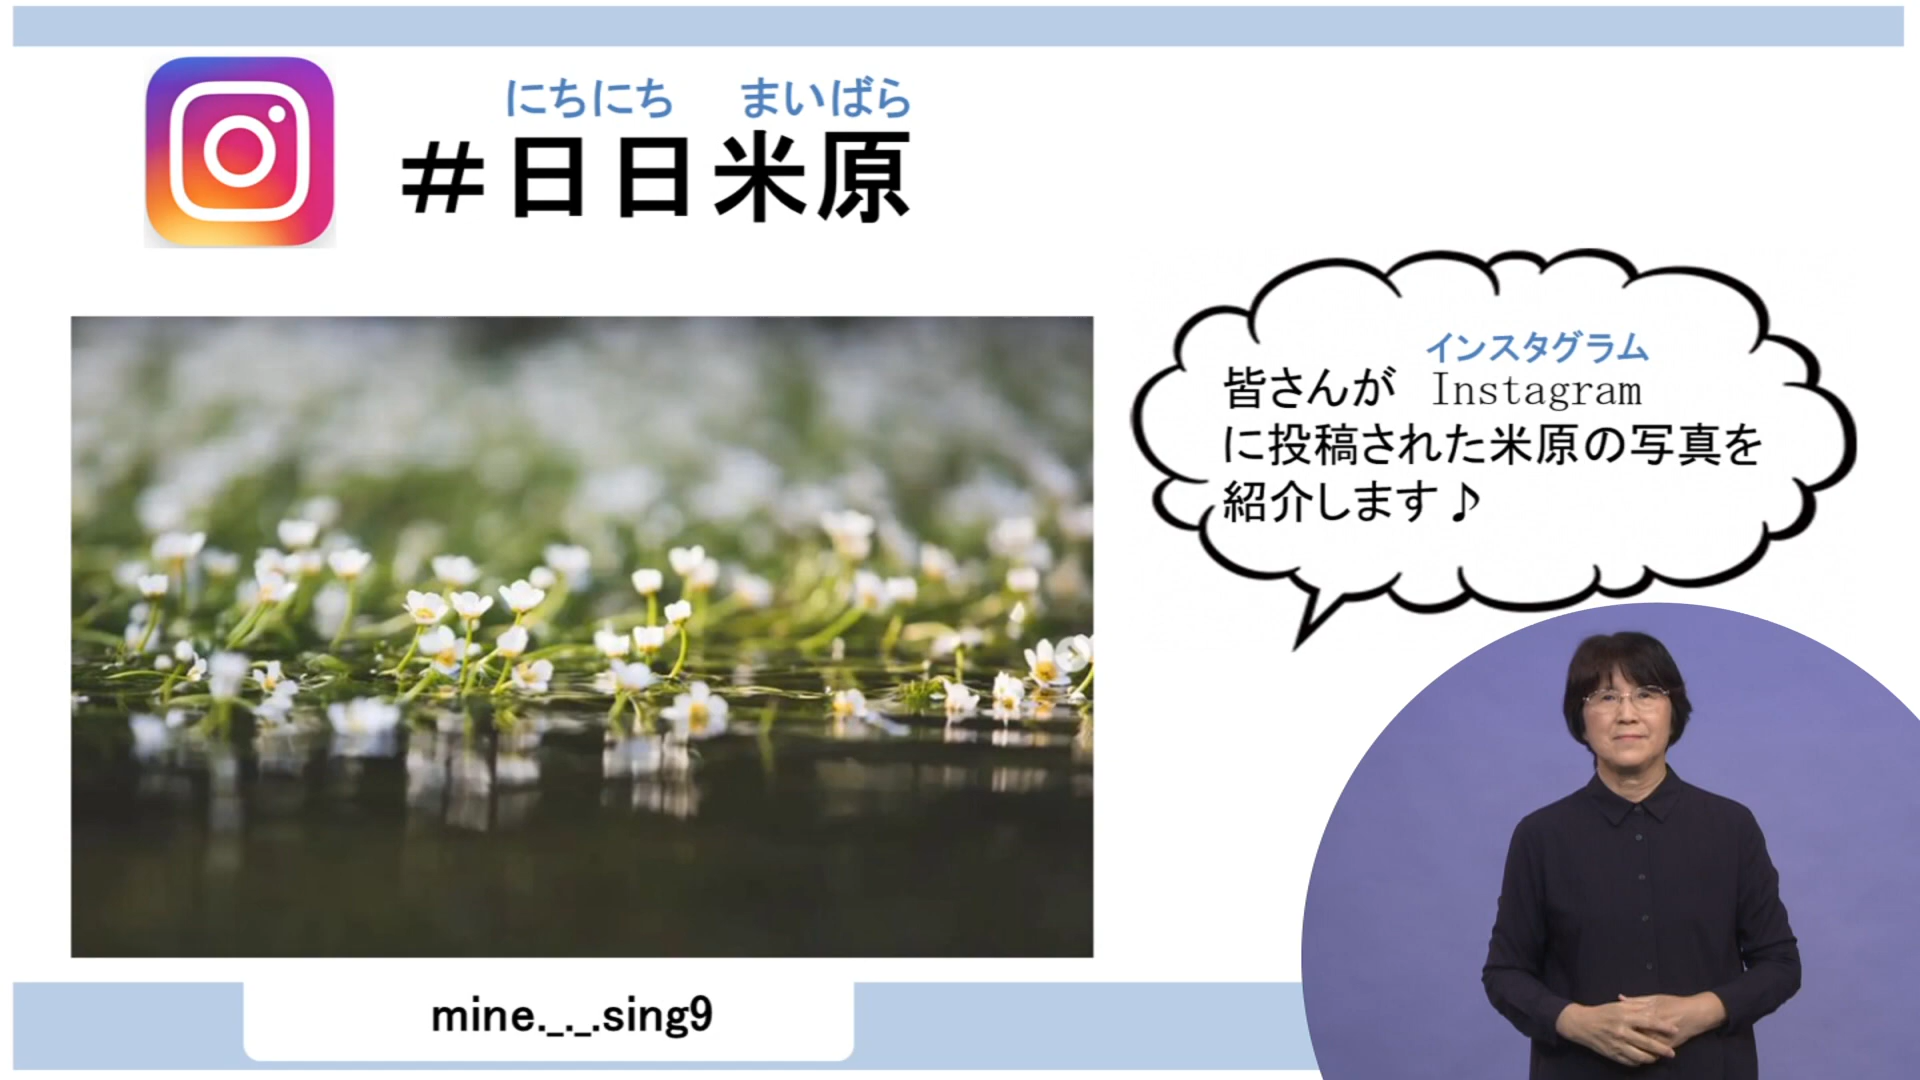 にちにち まいばら
#日日米原
インスタグラム
皆さんが Instagram
に投稿された米原の写真を
紹介します♪
mine._._.sing9